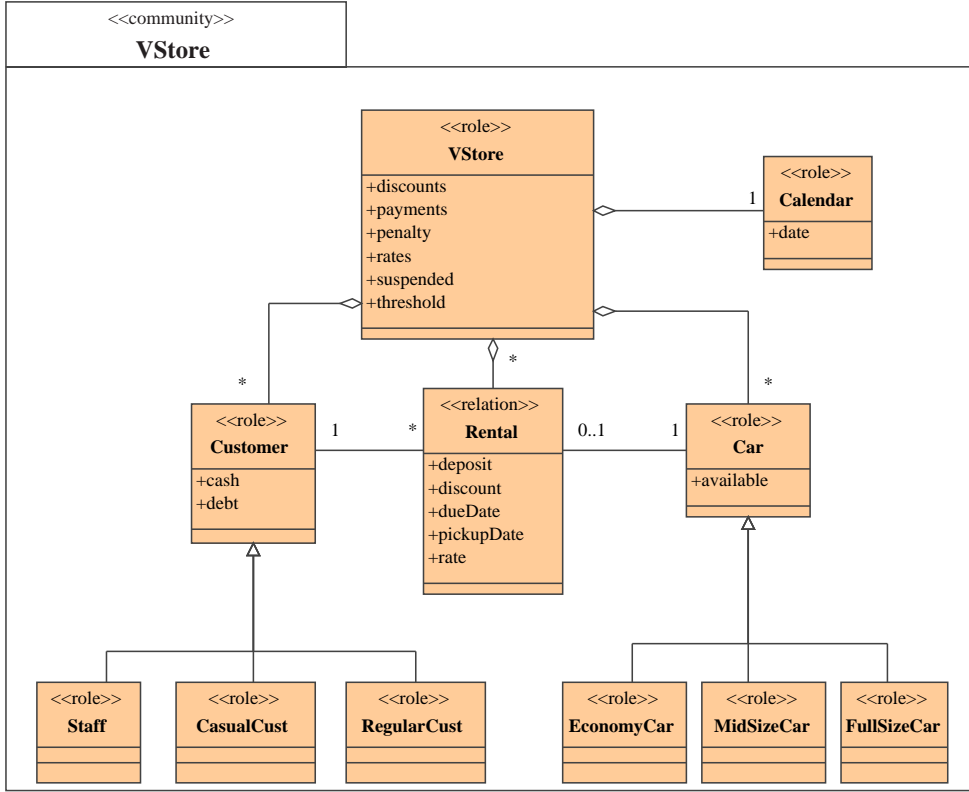 <<community>>
VStore
<<role>>
VStore
+discounts
+payments
+penalty
+rates
+suspended
+threshold
1
<<role>>
Calendar
+date
*
*
*
<<role>>
Customer
+cash
+debt
1
*
<<relation>>
Rental
+deposit
+discount
+dueDate
+pickupDate
+rate
0..1
1
<<role>>
Car
+available
<<role>>
Staff
<<role>>
CasualCust
<<role>>
RegularCust
<<role>>
EconomyCar
<<role>>
MidSizeCar
<<role>>
FullSizeCar